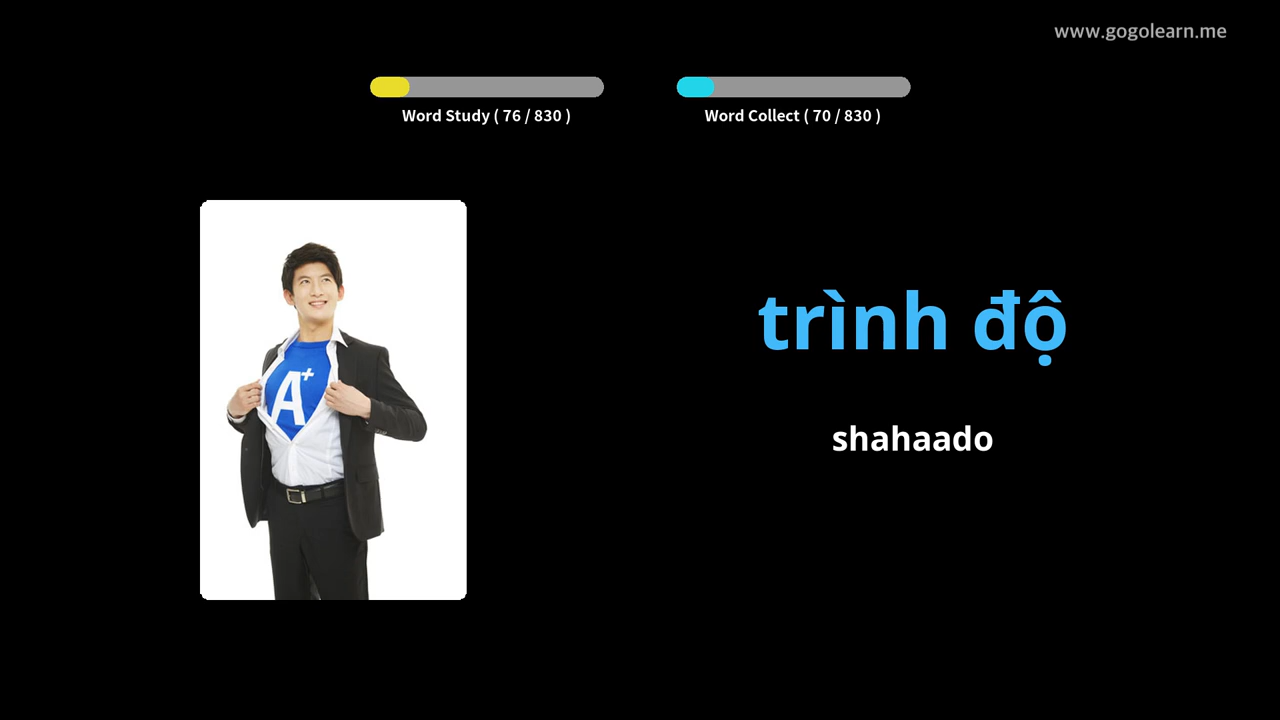 www.gogolearn.me
Word Study ( 76 / 830 )
Word Collect ( 70 / 830 )
A+
trình độ
shahaado